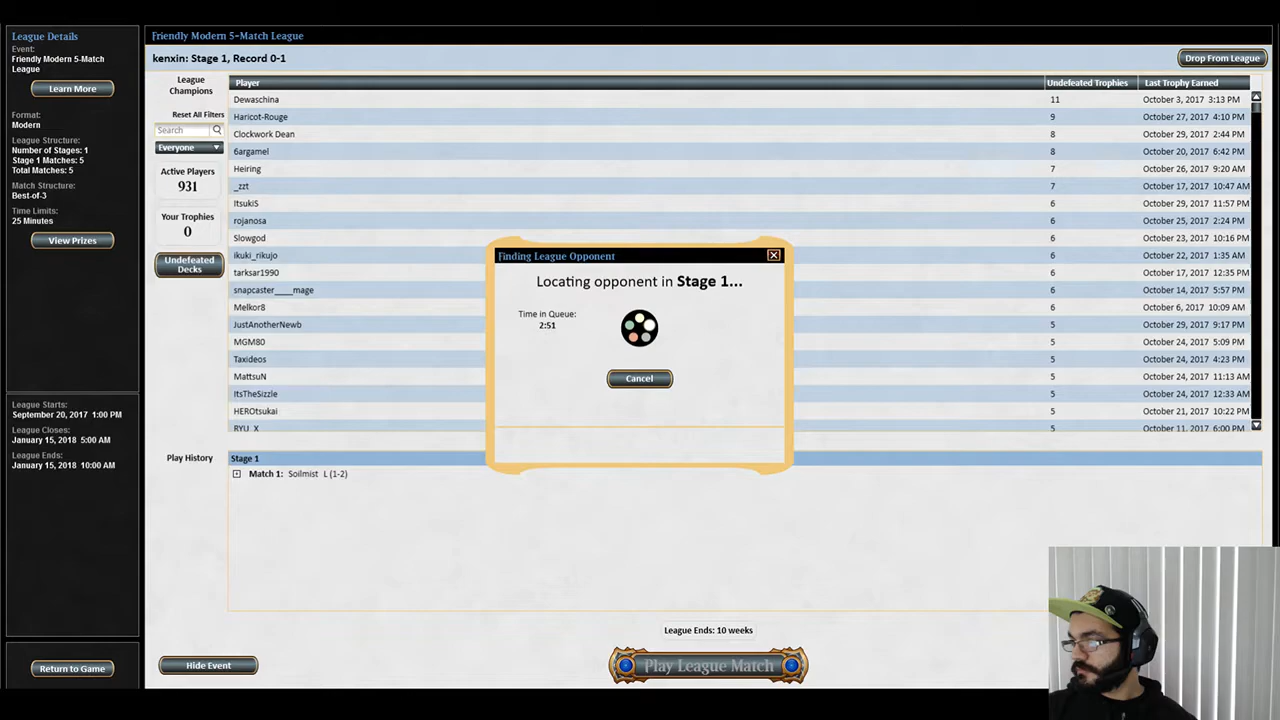 League Details
Event:
Friendly Modern 5-Match
League
Learn More
Format:
Modern
League Structure:
Number of Stages: 1
Stage 1 Matches: 5
Total Matches: 5
Match Structure:
Best-of-3
Time Limits:
25 Minutes
View Prizes
League Starts:
September 20, 2017 1:00 PM
League Closes:
January 15, 2018 5:00 AM
League Ends:
January 15, 2018 10:00 AM
Return to Game
Friendly Modern 5-Match League
kenxin: Stage 1, Record 0-1
Drop From League
League
Champions
Reset All Filters
Search
Everyone
Active Players
931
Your Trophies
0
Undefeated
Decks
Player Undefeated Trophies Last Trophy Earned
Dewaschina 11 October 3, 2017 3:13 PM
Haricot-Rouge 9 October 27, 2017 4:10 PM
Clockwork Dean 8 October 29, 2017 2:44 PM
6argamel 8 October 20, 2017 6:42 PM
Heiring 7 October 26, 2017 9:20 AM
_zzt 7 October 17, 2017 10:47 AM
ItsukiS 6 October 29, 2017 11:57 PM
rojanosa 6 October 25, 2017 2:24 PM
Slowgod 6 October 23, 2017 10:16 PM
ikuki_rikujo 6 October 22, 2017 1:35 AM
tarksar1990 6 October 17, 2017 12:35 PM
snapcaster____mage 6 October 14, 2017 5:57 PM
Melkor8 6 October 6, 2017 10:09 AM
JustAnotherNewb 5 October 29, 2017 9:17 PM
MGM80 5 October 24, 2017 5:09 PM
Taxideos 5 October 24, 2017 4:23 PM
MattsuN 5 October 24, 2017 11:13 AM
ItsTheSizzle 5 October 24, 2017 12:33 AM
HEROtsukai 5 October 21, 2017 10:22 PM
RYU_X 5 October 11, 2017 6:00 PM
Finding League Opponent
Locating opponent in Stage 1...
Time in Queue:
2:51
Cancel
Play History
Stage 1
Match 1: Soilmist L (1-2)
League Ends: 10 weeks
Hide Event
Play League Match